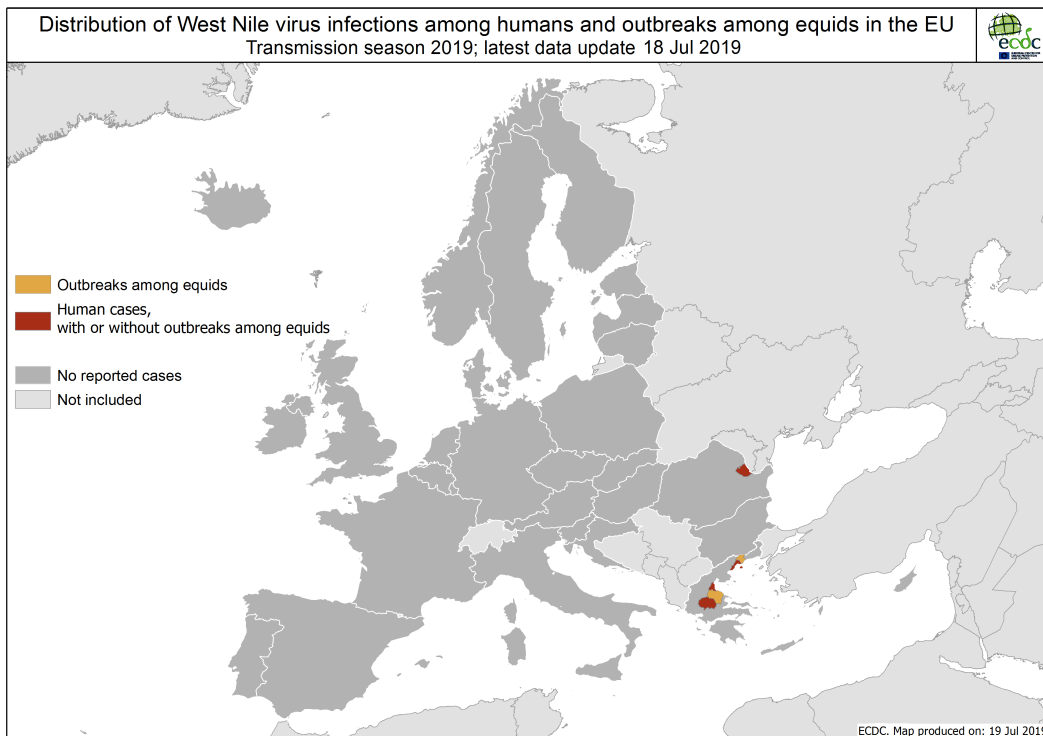 Distribution of West Nile virus infections among humans and outbreaks among equids in the EU
Transmission season 2019; latest data update 18 Jul 2019
ecdc
Outbreaks among equids
Human cases,
with or without outbreaks among equids
No reported cases
Not included
ECDC. Map produced on: 19 Jul 2019